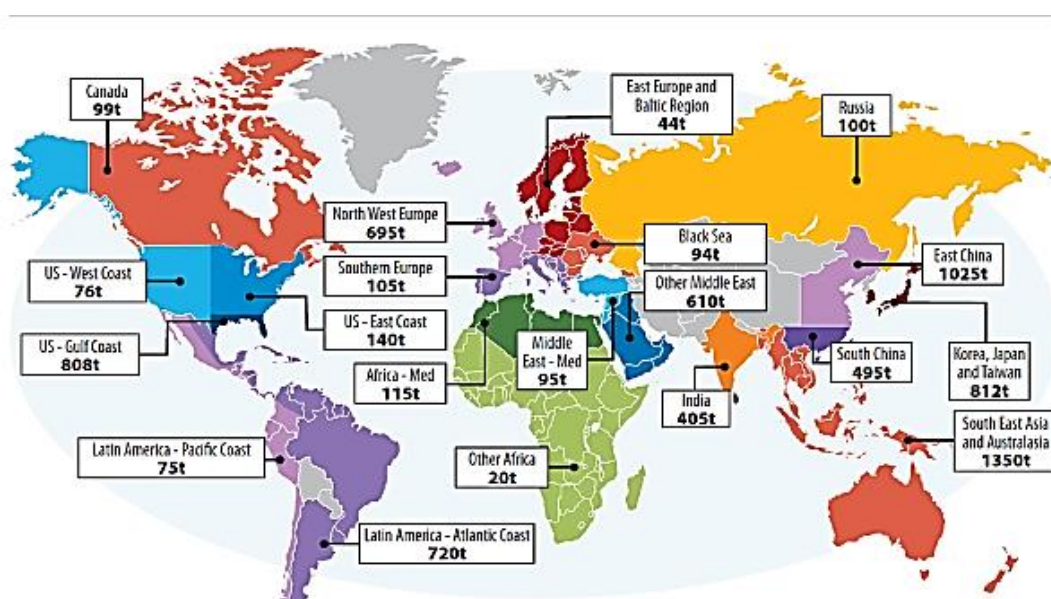 Canada
99t
East Europe and
Baltic Region
44t
Russia
100t
North West Europe
695t
Black Sea
94t
East China
1025t
US - West Coast
76t
Southern Europe
105t
Other Middle East
610t
US - East Coast
140t
US - Gulf Coast
808t
Africa - Med
115t
Middle
East - Med
95t
India
405t
South China
495t
Korea, Japan
and Taiwan
812t
Latin America - Pacific Coast
75t
Other Africa
20t
South East Asia
and Australasia
1350t
Latin America - Atlantic Coast
720t